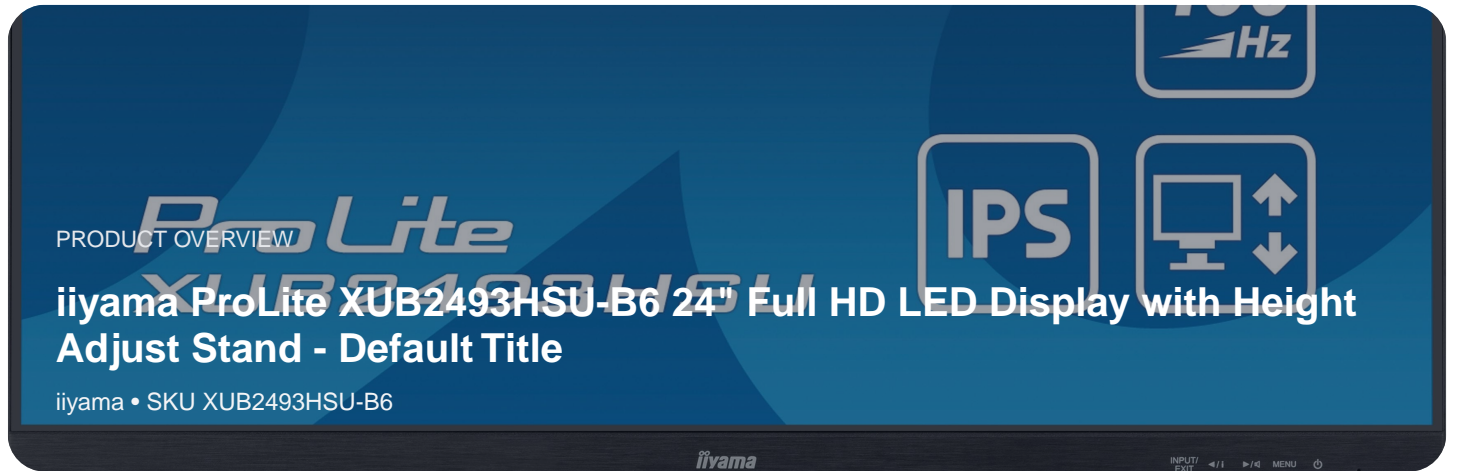 Hz
IPS
ProLite
PRODUCT OVERVIEW
XUB2493HSU
iiyama ProLite XUB2493HSU-B6 24" Full HD LED Display with Height
Adjust Stand - Default Title
iiyama • SKU XUB2493HSU-B6
iiyama
INPUT/
EXIT
MENU